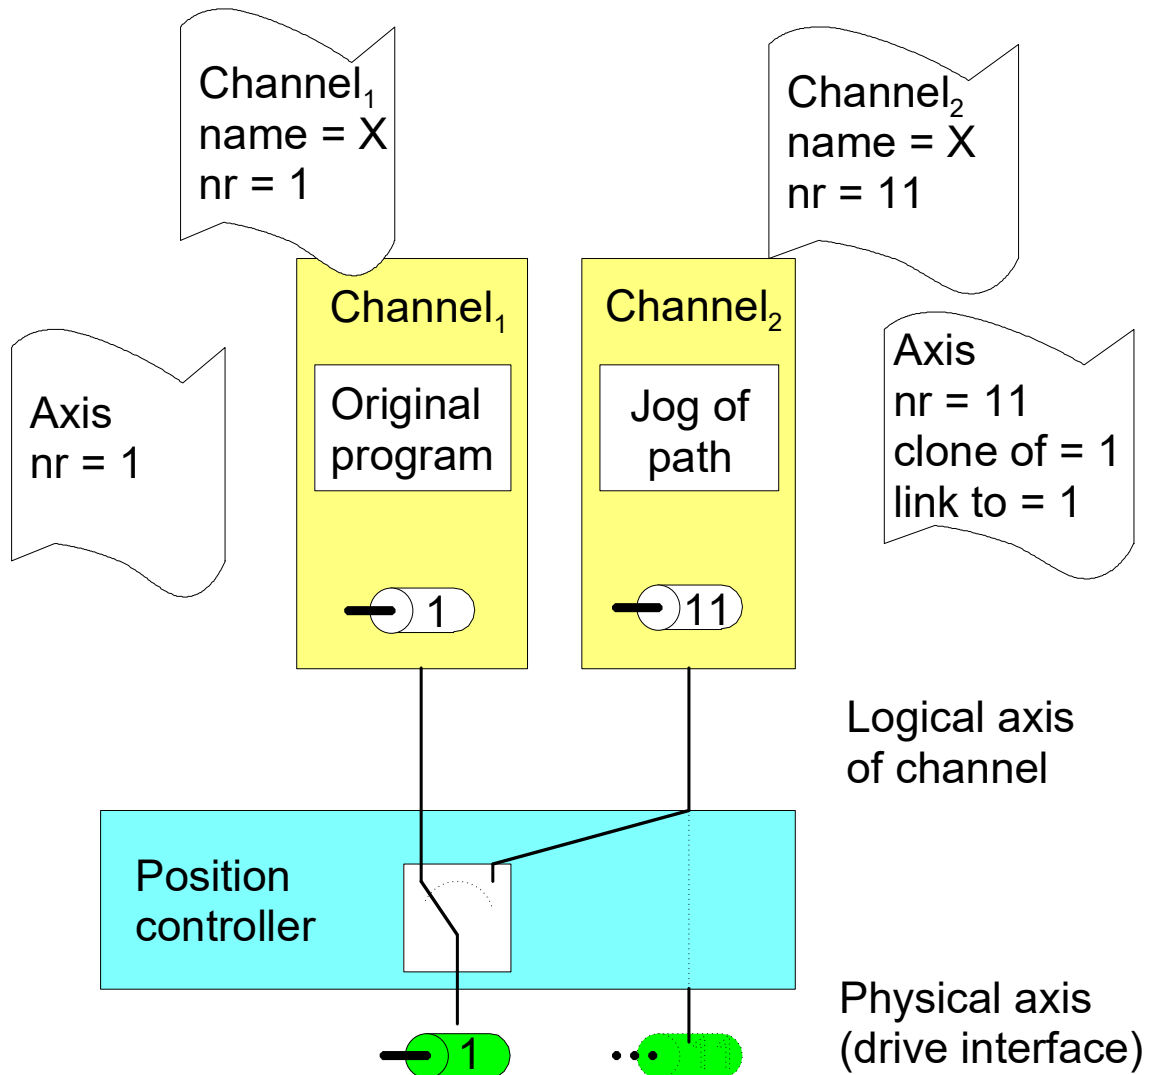 Channel₁
name = X
nr = 1
Channel₂
name = X
nr = 11
Channel₁
Channel₂
Axis
nr = 1
Original
program
Jog of
path
Axis
nr = 11
clone of = 1
link to = 1
1
11
Logical axis
of channel
Position
controller
Physical axis
(drive interface)
1